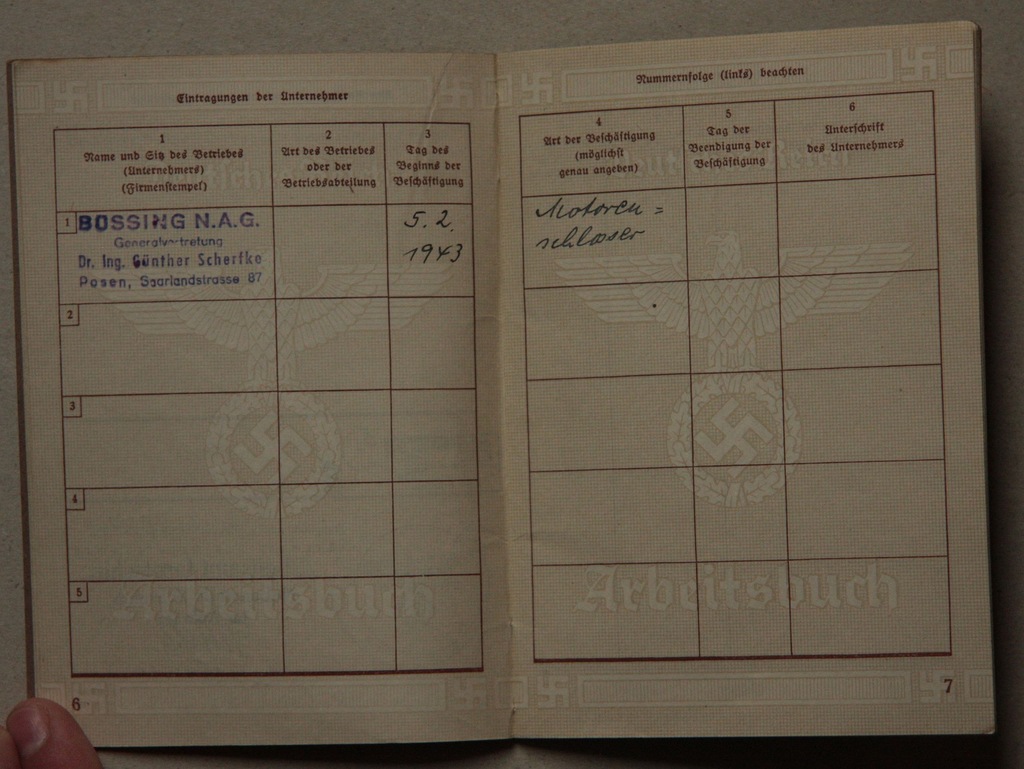 Eintragungen der Unternehmer
1
Name und Sitz des Betriebes
(Unternehmers)
(Firmenstempel)
2
Art des Betriebes
oder der
Betriebsabteilung
3
Tag des
Beginns der
Beschäftigung
1
BÜSSING N.A.G.
Generalvertretung
Dr. Ing. Günther Scherfke
Posen, Saarlandstrasse 87
5. 2.
1943
2
3
4
5
Arbeitsbuch
6
Nummernfolge (links) beachten
4
Art der Beschäftigung
(möglichst
genau angeben)
5
Tag der
Beendigung der
Beschäftigung
6
Unterschrift
des Unternehmers
Motoren =
schlosser
Arbeitsbuch
7